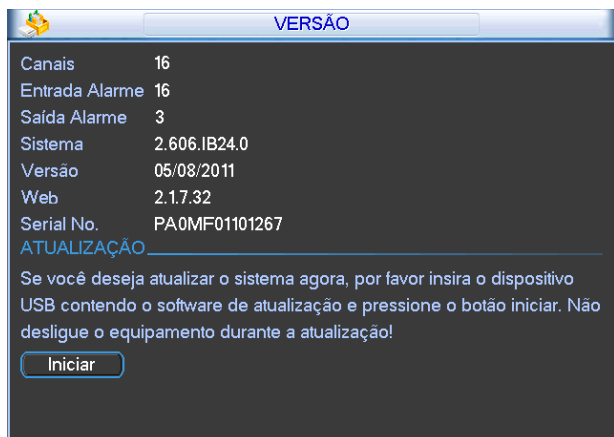 VERSÃO
Canais 16
Entrada Alarme 16
Saída Alarme 3
Sistema 2.606.IB24.0
Versão 05/08/2011
Web 2.1.7.32
Serial No. PA0MF01101267
ATUALIZAÇÃO
Se você deseja atualizar o sistema agora, por favor insira o dispositivo
USB contendo o software de atualização e pressione o botão iniciar. Não
desligue o equipamento durante a atualização!
Iniciar